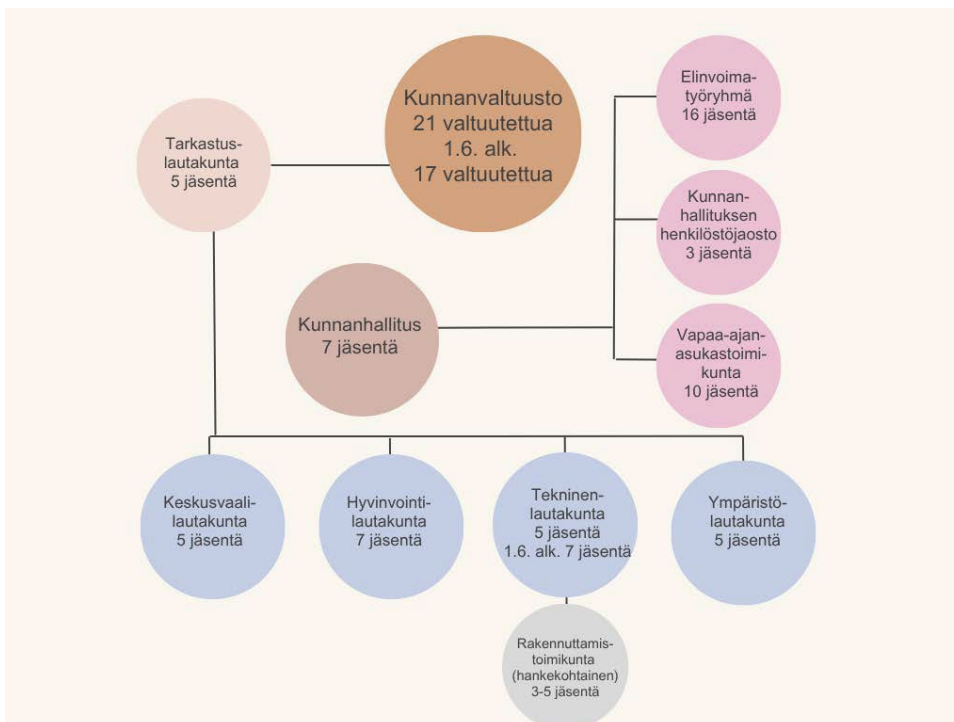 Kunnanvaltuusto
21 valtuutettua
1.6. alk.
17 valtuutettua
Tarkastus-
lautakunta
5 jäsentä
Elinvoima-
työryhmä
16 jäsentä
Kunnan-
hallituksen
henkilöstöjaosto
3 jäsentä
Kunnanhallitus
7 jäsentä
Vapaa-ajan-
asukastoimi-
kunta
10 jäsentä
Keskusvaali-
lautakunta
5 jäsentä
Hyvinvointi-
lautakunta
7 jäsentä
Tekninen-
lautakunta
5 jäsentä
1.6. alk. 7 jäsentä
Ympäristö-
lautakunta
5 jäsentä
Rakennuttamis-
toimikunta
(hankekohtainen)
3-5 jäsentä